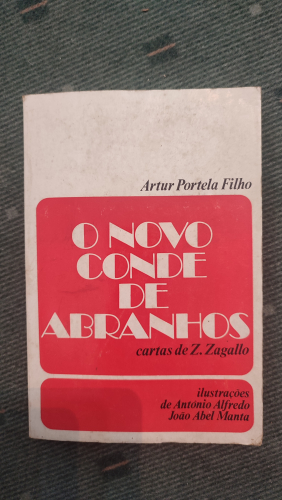 Artur Portela Filho
O NOVO
CONDE
DE
ABRANHOS
cartas de Z. Zagallo
ilustrações
de António Alfredo
João Abel Manta